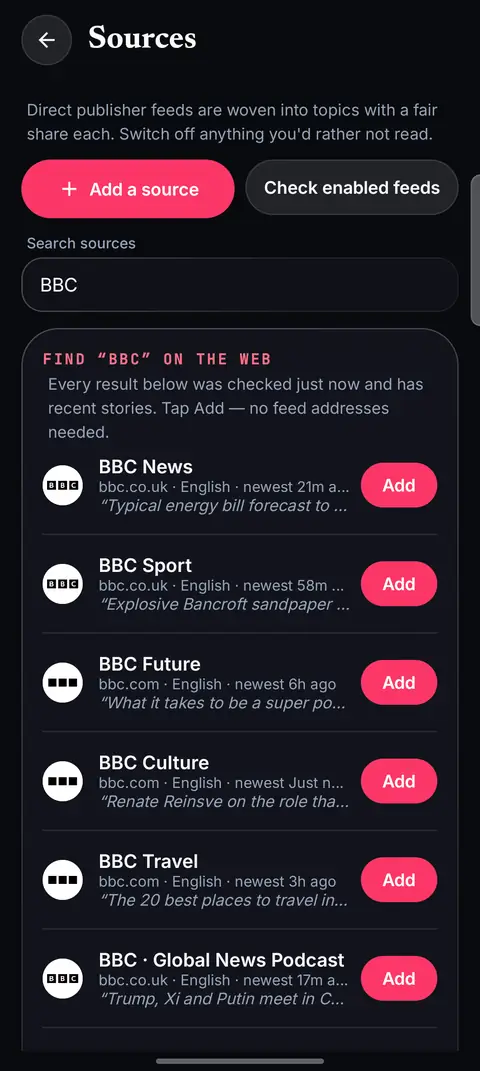 Sources
Direct publisher feeds are woven into topics with a fair
share each. Switch off anything you'd rather not read.
+ Add a source
Check enabled feeds
Search sources
BBC
FIND “BBC” ON THE WEB
Every result below was checked just now and has
recent stories. Tap Add — no feed addresses
needed.
BBC
BBC News
bbc.co.uk · English · newest 21m a...
“Typical energy bill forecast to ...
Add
BBC
BBC Sport
bbc.co.uk · English · newest 58m ...
“Explosive Bancroft sandpaper ...
Add
BBC Future
bbc.com · English · newest 6h ago
“What it takes to be a super po...
Add
BBC Culture
bbc.com · English · newest Just n...
“Renate Reinsve on the role tha...
Add
BBC Travel
bbc.com · English · newest 3h ago
“The 20 best places to travel in...
Add
BBC
BBC · Global News Podcast
bbc.co.uk · English · newest 17m a...
“Trump, Xi and Putin meet in C...
Add